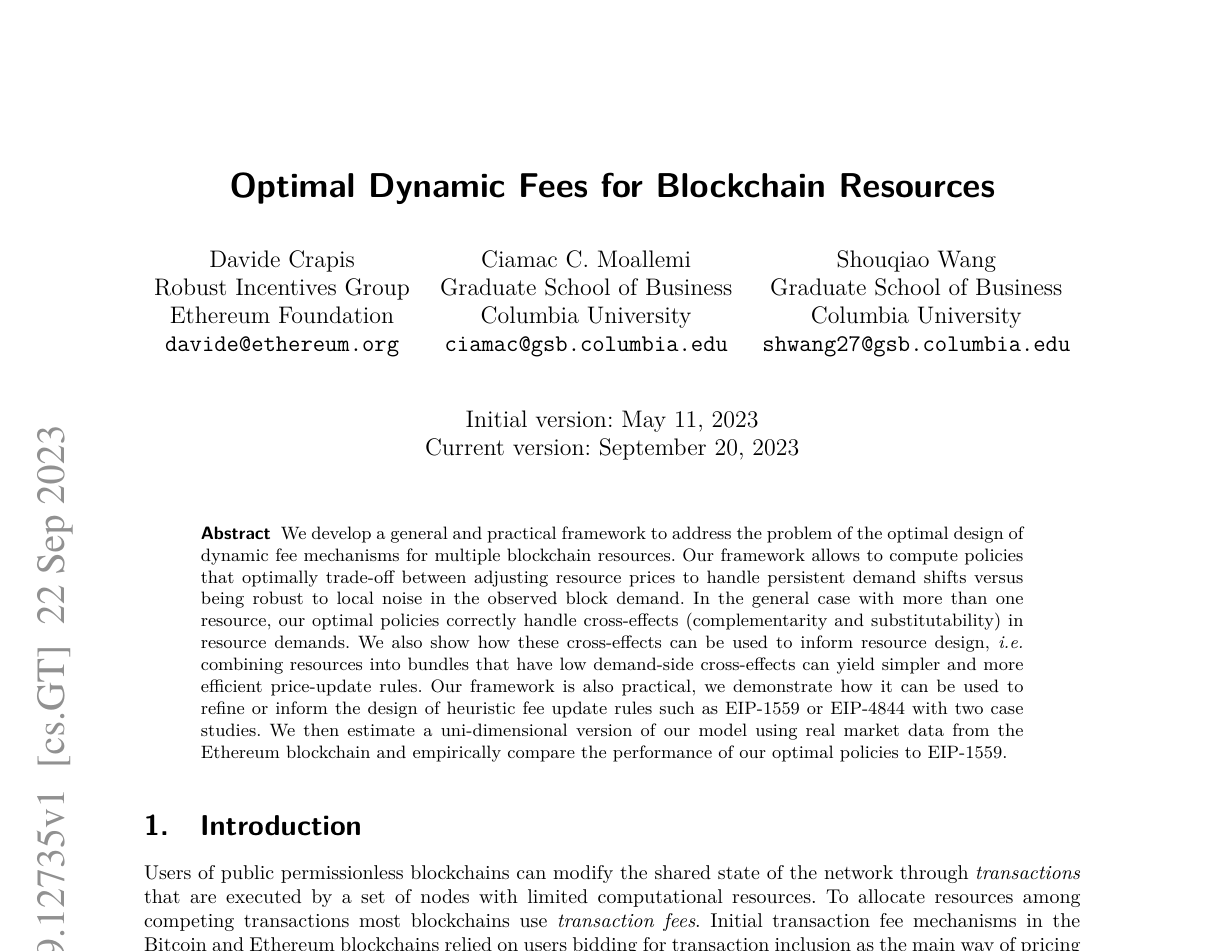 Optimal Dynamic Fees for Blockchain Resources
Davide Crapis
Robust Incentives Group
Ethereum Foundation
davide@ethereum.org
Ciamac C. Moallemi
Graduate School of Business
Columbia University
ciamac@gsb.columbia.edu
Shouqiao Wang
Graduate School of Business
Columbia University
shwang27@gsb.columbia.edu
Initial version: May 11, 2023
Current version: September 20, 2023
Abstract We develop a general and practical framework to address the problem of the optimal design of
dynamic fee mechanisms for multiple blockchain resources. Our framework allows to compute policies
that optimally trade-off between adjusting resource prices to handle persistent demand shifts versus
being robust to local noise in the observed block demand. In the general case with more than one
resource, our optimal policies correctly handle cross-effects (complementarity and substitutability) in
resource demands. We also show how these cross-effects can be used to inform resource design, i.e.
combining resources into bundles that have low demand-side cross-effects can yield simpler and more
efficient price-update rules. Our framework is also practical, we demonstrate how it can be used to
refine or inform the design of heuristic fee update rules such as EIP-1559 or EIP-4844 with two case
studies. We then estimate a uni-dimensional version of our model using real market data from the
Ethereum blockchain and empirically compare the performance of our optimal policies to EIP-1559.
1. Introduction
Users of public permissionless blockchains can modify the shared state of the network through transactions
that are executed by a set of nodes with limited computational resources. To allocate resources among
competing transactions most blockchains use transaction fees. Initial transaction fee mechanisms in the
Bitcoin and Ethereum blockchains relied on users bidding for transaction inclusion as the main way of pricing
9.12735v1 [cs.GT] 22 Sep 2023